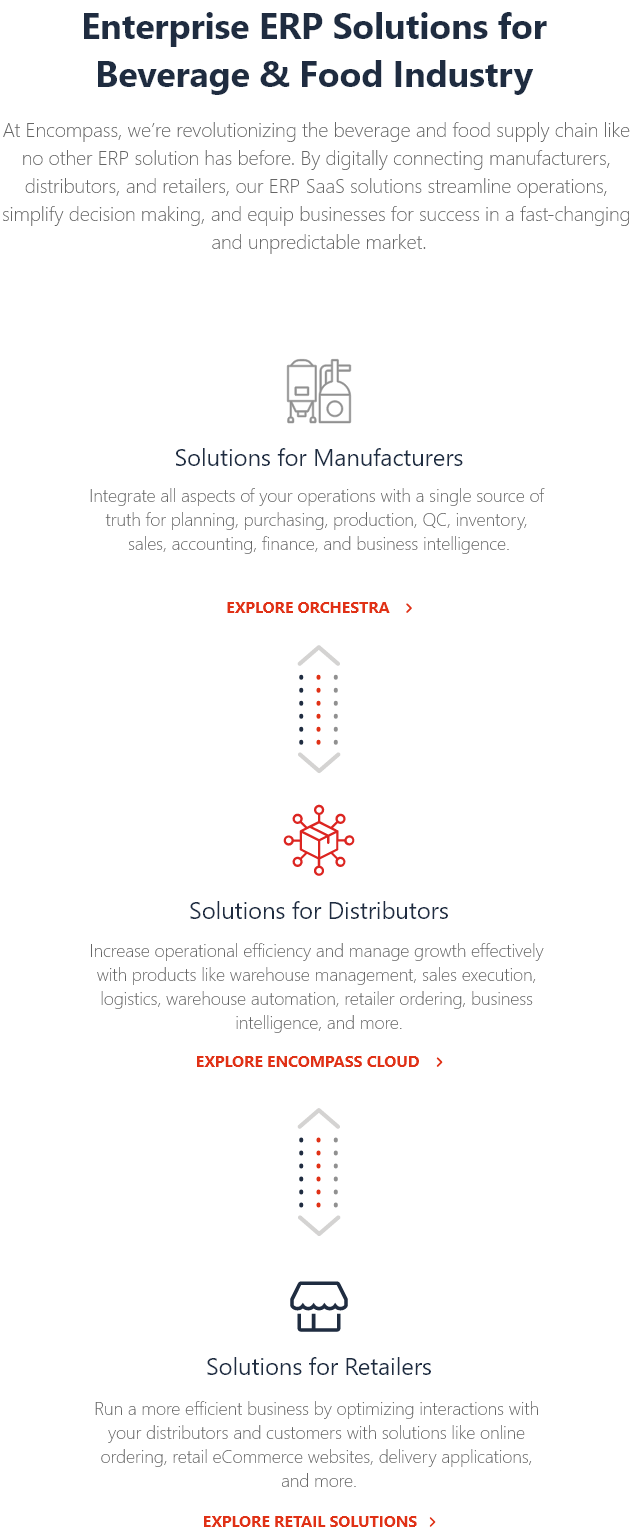 Enterprise ERP Solutions for
Beverage & Food Industry
At Encompass, we’re revolutionizing the beverage and food supply chain like
no other ERP solution has before. By digitally connecting manufacturers,
distributors, and retailers, our ERP SaaS solutions streamline operations,
simplify decision making, and equip businesses for success in a fast-changing
and unpredictable market.
Solutions for Manufacturers
Integrate all aspects of your operations with a single source of
truth for planning, purchasing, production, QC, inventory,
sales, accounting, finance, and business intelligence.
EXPLORE ORCHESTRA >
Solutions for Distributors
Increase operational efficiency and manage growth effectively
with products like warehouse management, sales execution,
logistics, warehouse automation, retailer ordering, business
intelligence, and more.
EXPLORE ENCOMPASS CLOUD >
Solutions for Retailers
Run a more efficient business by optimizing interactions with
your distributors and customers with solutions like online
ordering, retail eCommerce websites, delivery applications,
and more.
EXPLORE RETAIL SOLUTIONS >